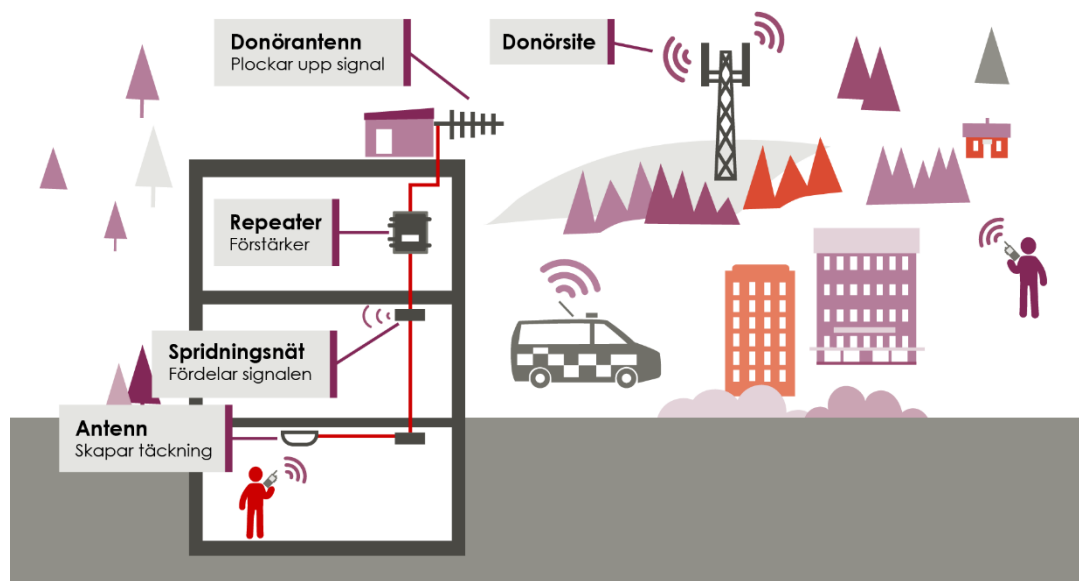 Donörantenn
Plockar upp signal
Donörsite
Repeater
Förstärker
Spridningsnät
Fördelar signalen
Antenn
Skapar täckning